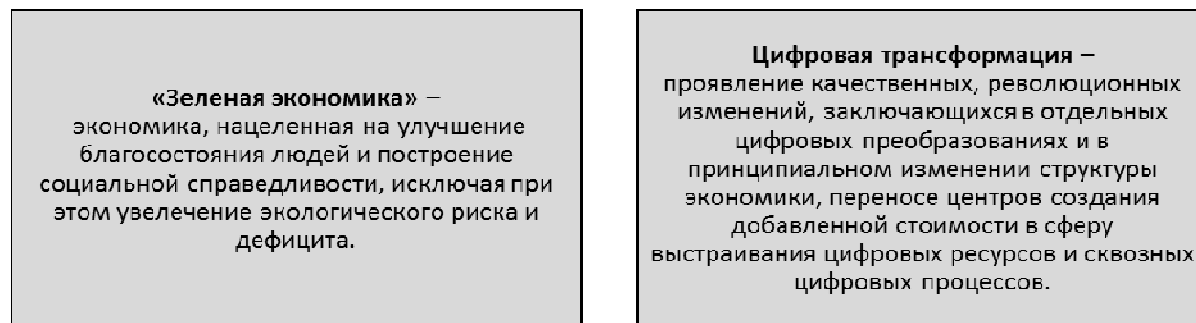 «Зеленая экономика» –
экономика, нацеленная на улучшение
благосостояния людей и построение
социальной справедливости, исключая при
этом увелечение экологического риска и
дефицита.
Цифровая трансформация –
проявление качественных, революционных
изменений, заключающихся в отдельных
цифровых преобразованиях и в
принципиальном изменении структуры
экономики, переносе центров создания
добавленной стоимости в сферу
выстраивания цифровых ресурсов и сквозных
цифровых процессов.